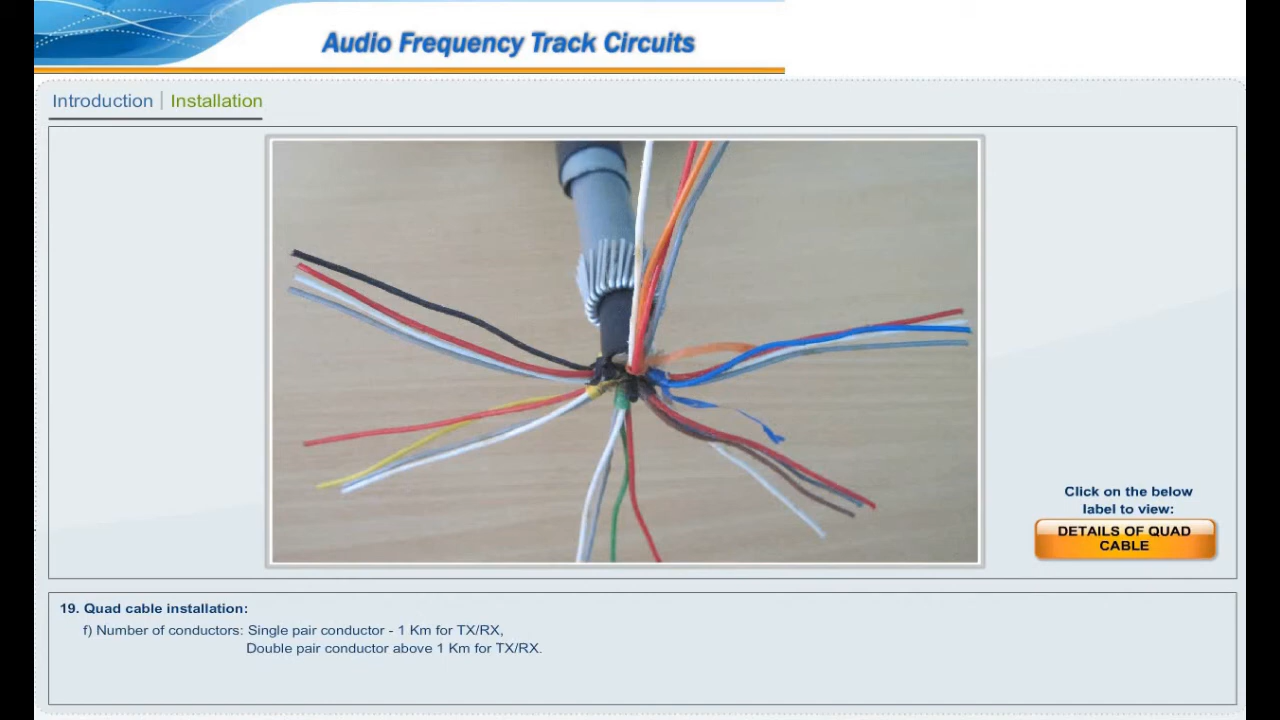 Audio Frequency Track Circuits
Introduction | Installation
Click on the below
label to view:
DETAILS OF QUAD
CABLE
19. Quad cable installation:
f) Number of conductors: Single pair conductor - 1 Km for TX/RX,
Double pair conductor above 1 Km for TX/RX.